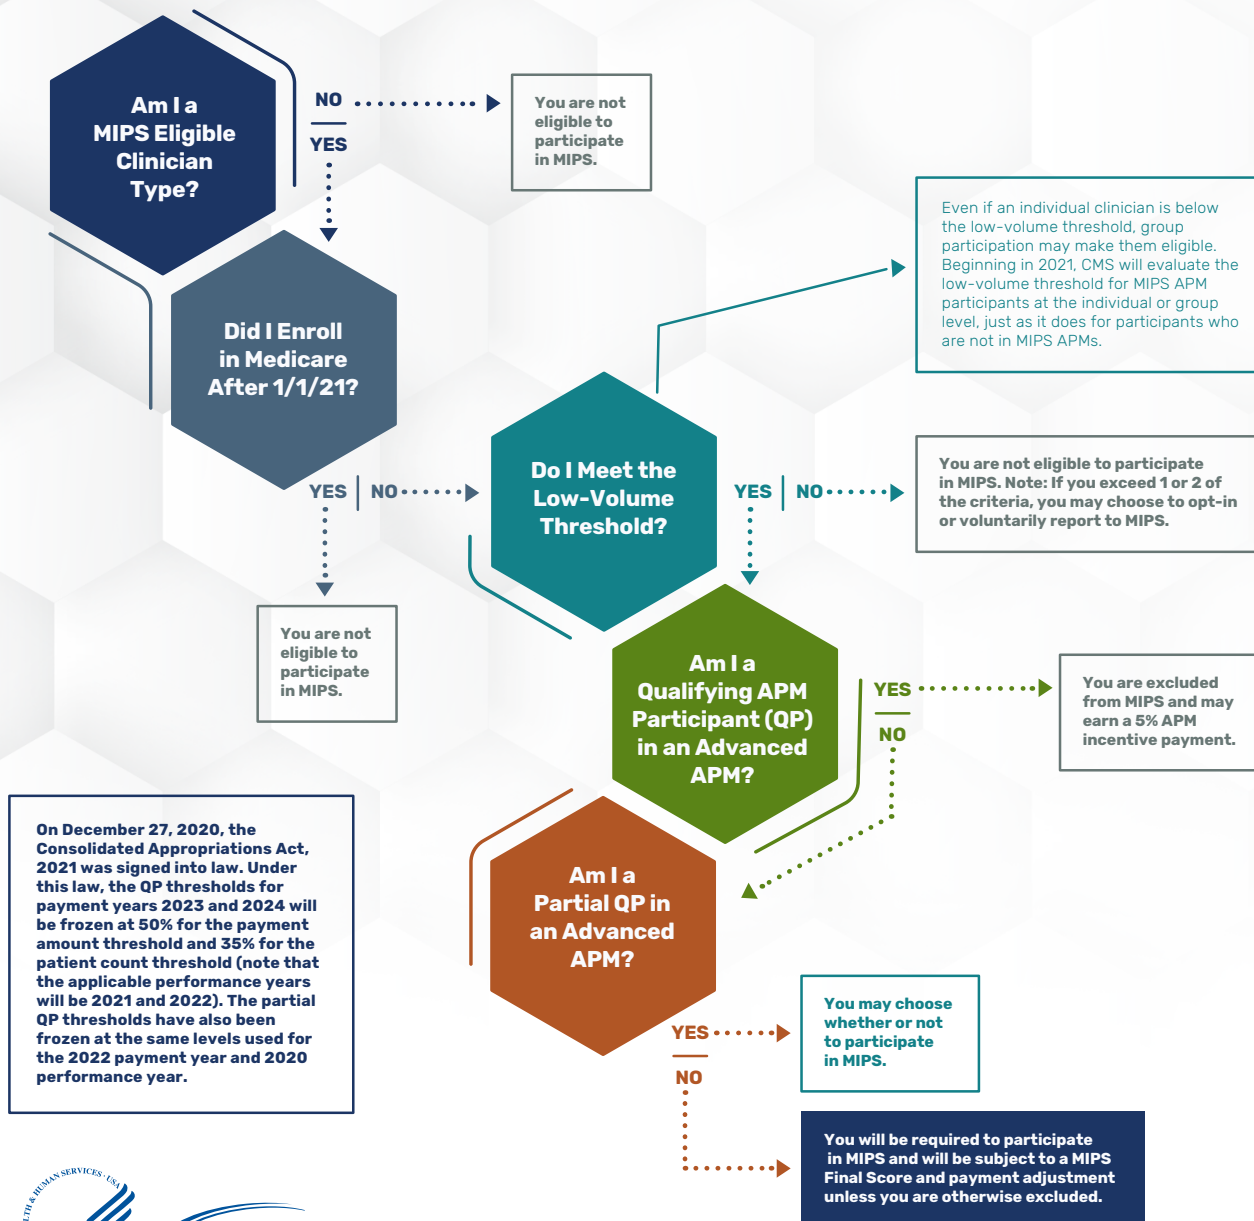 Am I a
MIPS Eligible
Clinician
Type?
NO
YES
You are not
eligible to
participate
in MIPS.
Did I Enroll
in Medicare
After 1/1/21?
YES
NO
You are not
eligible to
participate
in MIPS.
Even if an individual clinician is below
the low-volume threshold, group
participation may make them eligible.
Beginning in 2021, CMS will evaluate the
low-volume threshold for MIPS APM
participants at the individual or group
level, just as it does for participants who
are not in MIPS APMs.
Do I Meet the
Low-Volume
Threshold?
YES
NO
You are not eligible to participate
in MIPS. Note: If you exceed 1 or 2 of
the criteria, you may choose to opt-in
or voluntarily report to MIPS.
Am I a
Qualifying APM
Participant (QP)
in an Advanced
APM?
YES
NO
You are excluded
from MIPS and may
earn a 5% APM
incentive payment.
Am I a
Partial QP in
an Advanced
APM?
YES
NO
You may choose
whether or not
to participate
in MIPS.
You will be required to participate
in MIPS and will be subject to a MIPS
Final Score and payment adjustment
unless you are otherwise excluded.
On December 27, 2020, the
Consolidated Appropriations Act,
2021 was signed into law. Under
this law, the QP thresholds for
payment years 2023 and 2024 will
be frozen at 50% for the payment
amount threshold and 35% for the
patient count threshold (note that
the applicable performance years
will be 2021 and 2022). The partial
QP thresholds have also been
frozen at the same levels used for
the 2022 payment year and 2020
performance year.
& HUMAN SERVICES · USA